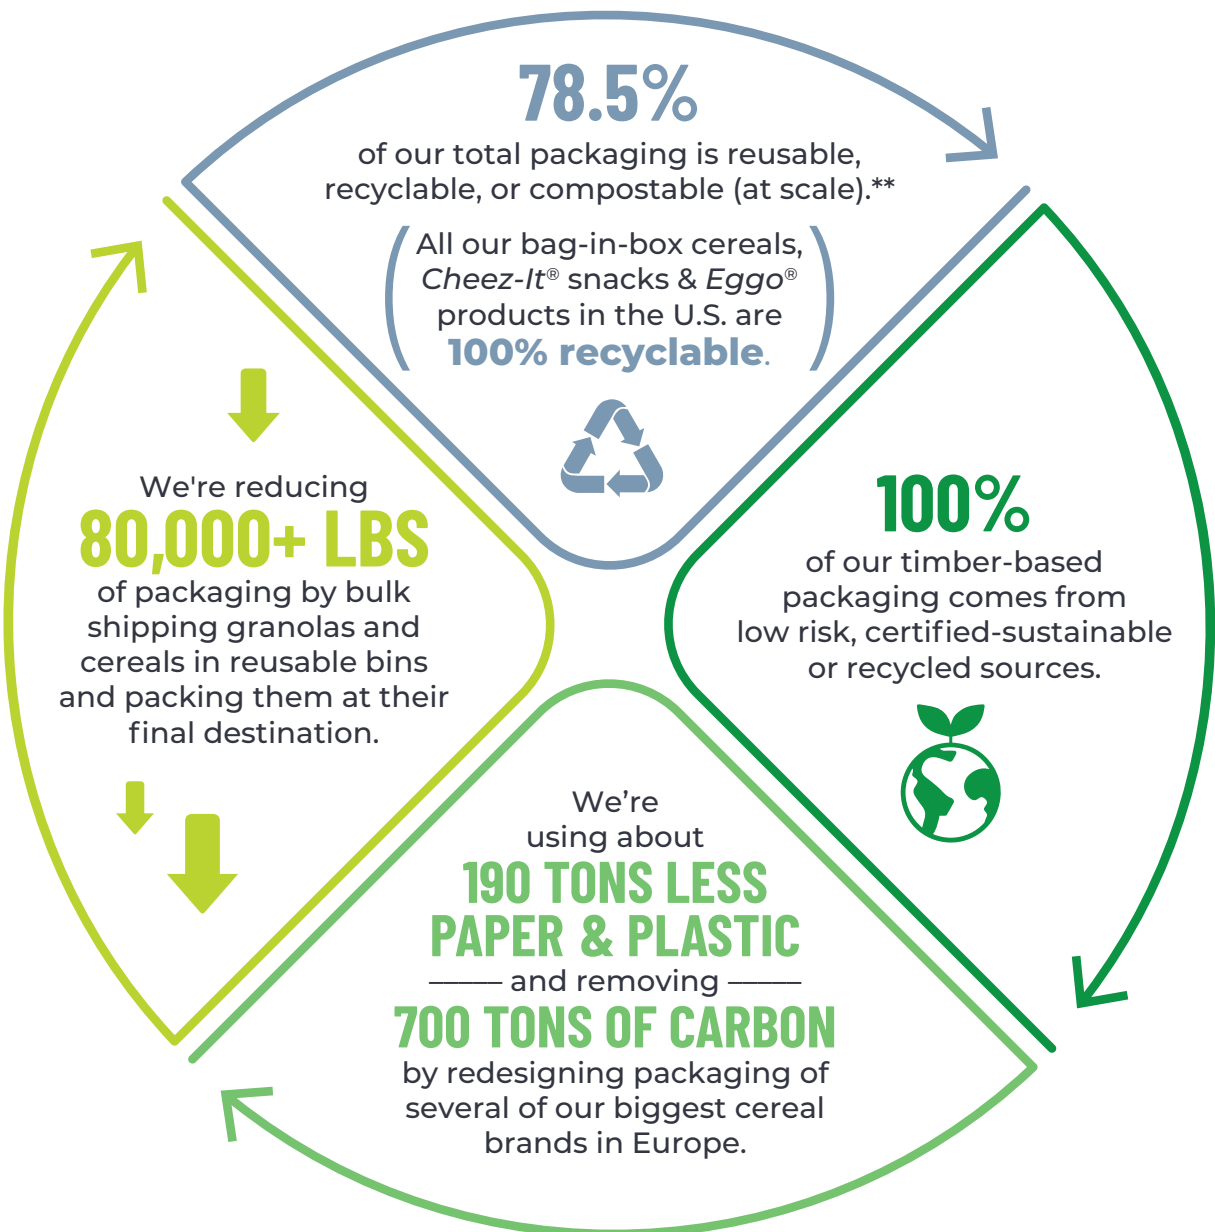 78.5%
of our total packaging is reusable,
recyclable, or compostable (at scale).**
(All our bag-in-box cereals,
Cheez-It® snacks & Eggo®
products in the U.S. are
100% recyclable.)
100%
of our timber-based
packaging comes from
low risk, certified-sustainable
or recycled sources.
We’re
using about
190 TONS LESS
PAPER & PLASTIC
and removing
700 TONS OF CARBON
by redesigning packaging of
several of our biggest cereal
brands in Europe.
We're reducing
80,000+ LBS
of packaging by bulk
shipping granolas and
cereals in reusable bins
and packing them at their
final destination.